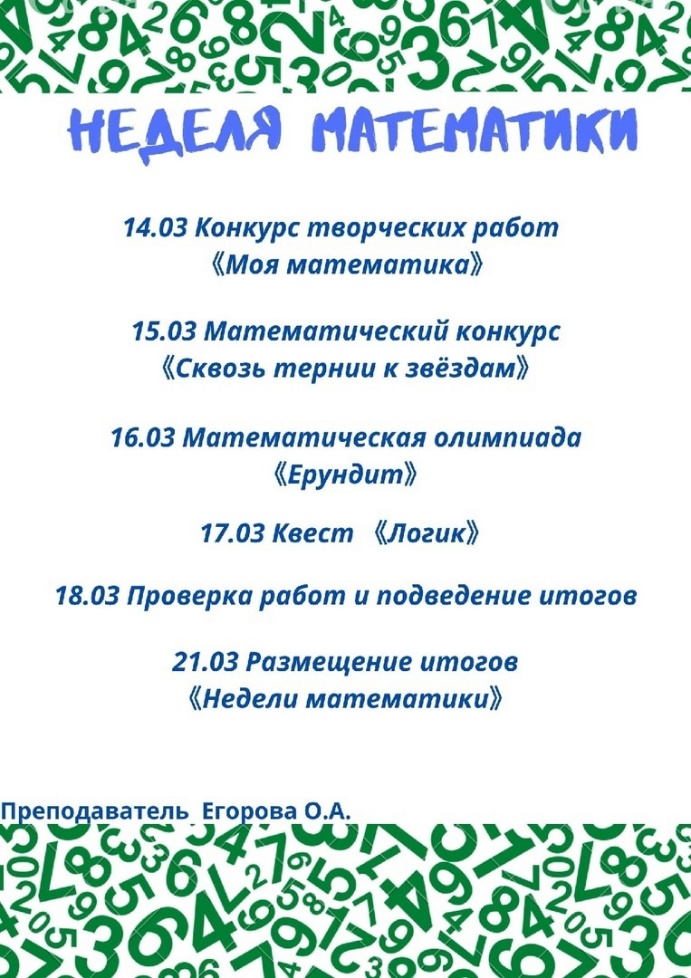 НЕДЕЛЯ МАТЕМАТИКИ
14.03 Конкурс творческих работ
《Моя математика》
15.03 Математический конкурс
《Сквозь тернии к звёздам》
16.03 Математическая олимпиада
《Ерундит》
17.03 Квест 《Логик》
18.03 Проверка работ и подведение итогов
21.03 Размещение итогов
《Недели математики》
Преподаватель Егорова О.А.